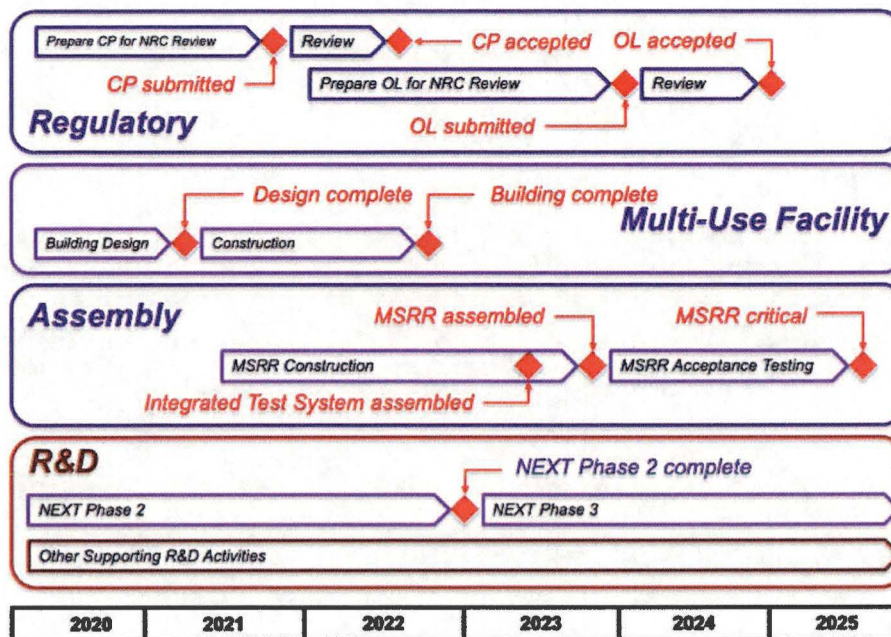 Prepare CP for NRC Review
Review
CP accepted
OL accepted
CP submitted
Prepare OL for NRC Review
Review
Regulatory
OL submitted
Design complete
Building complete
Multi-Use Facility
Building Design
Construction
Assembly
MSRR assembled
MSRR critical
MSRR Construction
MSRR Acceptance Testing
Integrated Test System assembled
R&D
NEXT Phase 2 complete
NEXT Phase 2
NEXT Phase 3
Other Supporting R&D Activities
2020 2021 2022 2023 2024 2025